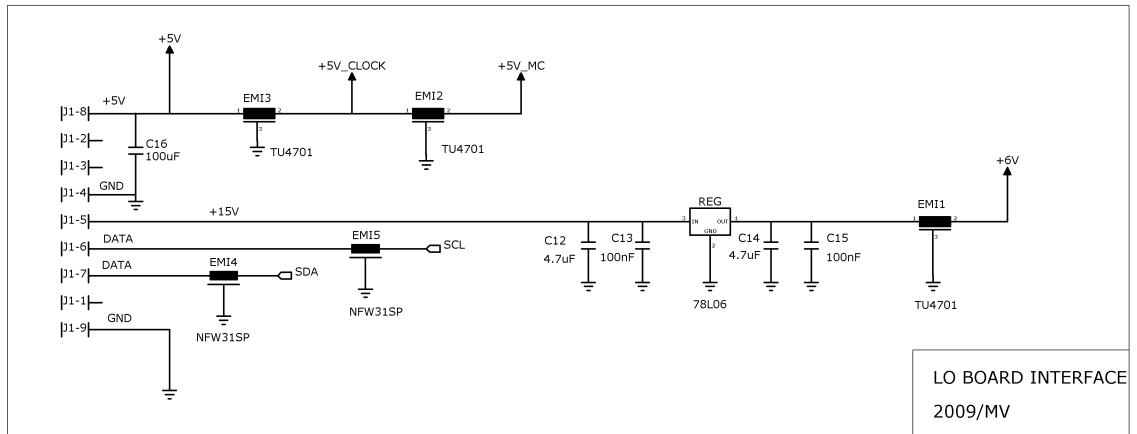 +5V
+5V_CLOCK
+5V_MC
J1-8
+5V
1
EMI3
2
1
EMI2
2
3
TU4701
3
TU4701
J1-2
C16
100uF
J1-3
J1-4
GND
+6V
J1-5
+15V
REG
3
IN
OUT
1
GND
2
78L06
EMI1
1
2
3
TU4701
C12
4.7uF
C13
100nF
C14
4.7uF
C15
100nF
J1-6
DATA
EMI5
SCL
NFW31SP
J1-7
DATA
EMI4
SDA
NFW31SP
J1-1
J1-9
GND
LO BOARD INTERFACE
2009/MV